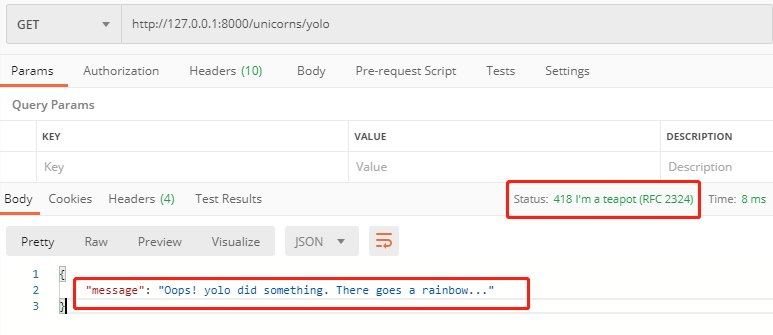 GET http://127.0.0.1:8000/unicorns/yolo
Params Authorization Headers (10) Body Pre-request Script Tests Settings
Query Params
KEY VALUE DESCRIPTION
Key Value Description
Body Cookies Headers (4) Test Results Status: 418 I'm a teapot (RFC 2324) Time: 8 ms
Pretty Raw Preview Visualize JSON
1 {
2 "message": "Oops! yolo did something. There goes a rainbow..."
3 }